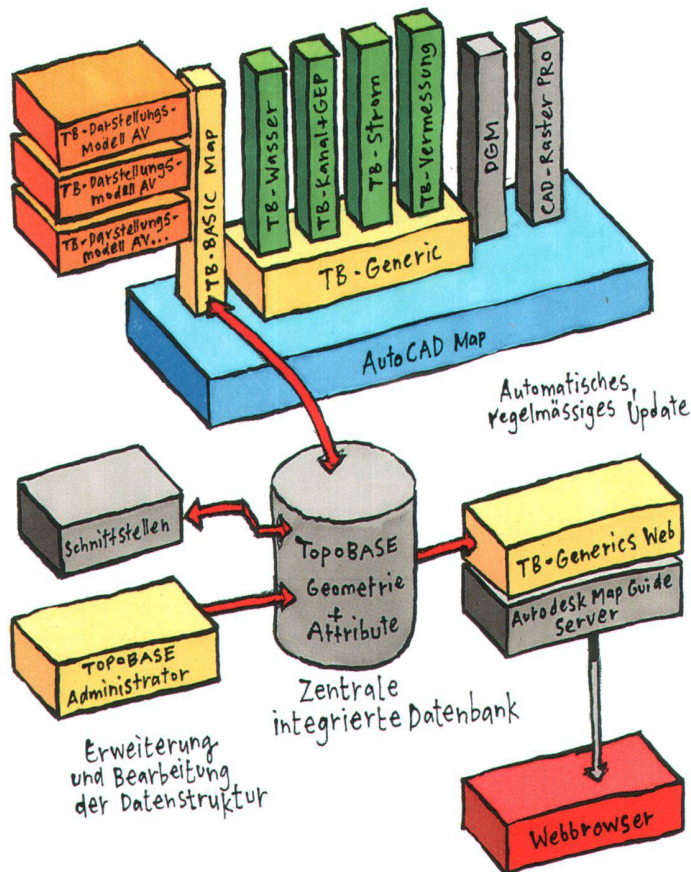 TB-Darstellungs-
Modell AV
TB-Darstellungs-
modell AV
TB-Darstellungs-
modell AV...
TB-BASIC Map
TB-Wasser
TB-Kanal+GEP
TB-Strom
TB-Vermessung
DGM
CAD-Raster PRO
TB-Generic
AutoCAD Map
Automatisches,
regelmässiges Update
Schnittstellen
TOPOBASE
Administrator
TOPOBASE
Geometrie
+
Attribute
TB-Generics Web
Autodesk Map Guide
Server
Zentrale
integrierte Datenbank
Erweiterung
und Bearbeitung
der Datenstruktur
Webbrowser